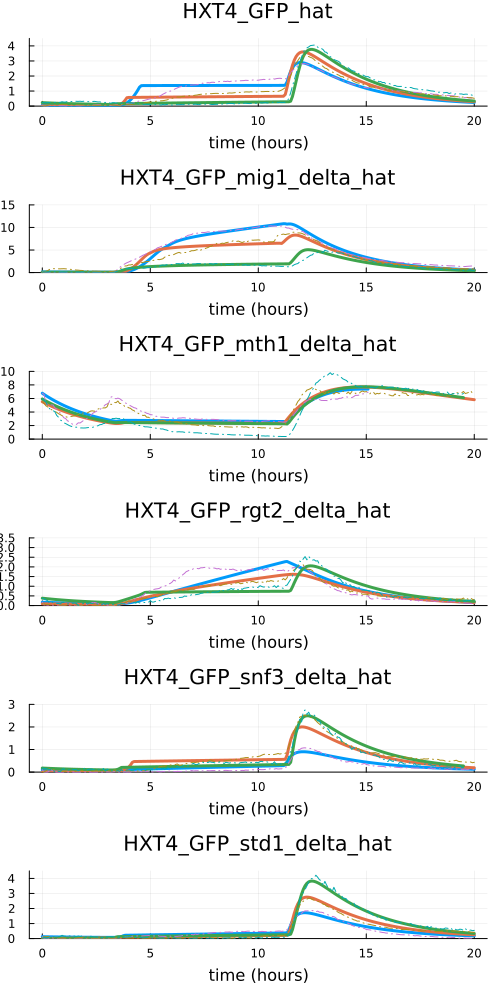 HXT4_GFP_hat
4
3
2
1
0
0 5 10 15 20
time (hours)
HXT4_GFP_mig1_delta_hat
15
10
5
0
0 5 10 15 20
time (hours)
HXT4_GFP_mth1_delta_hat
10
8
6
4
2
0
0 5 10 15 20
time (hours)
HXT4_GFP_rgt2_delta_hat
3.5
3.0
2.5
2.0
1.5
1.0
0.5
0.0
0 5 10 15 20
time (hours)
HXT4_GFP_snf3_delta_hat
3
2
1
0
0 5 10 15 20
time (hours)
HXT4_GFP_std1_delta_hat
4
3
2
1
0
0 5 10 15 20
time (hours)